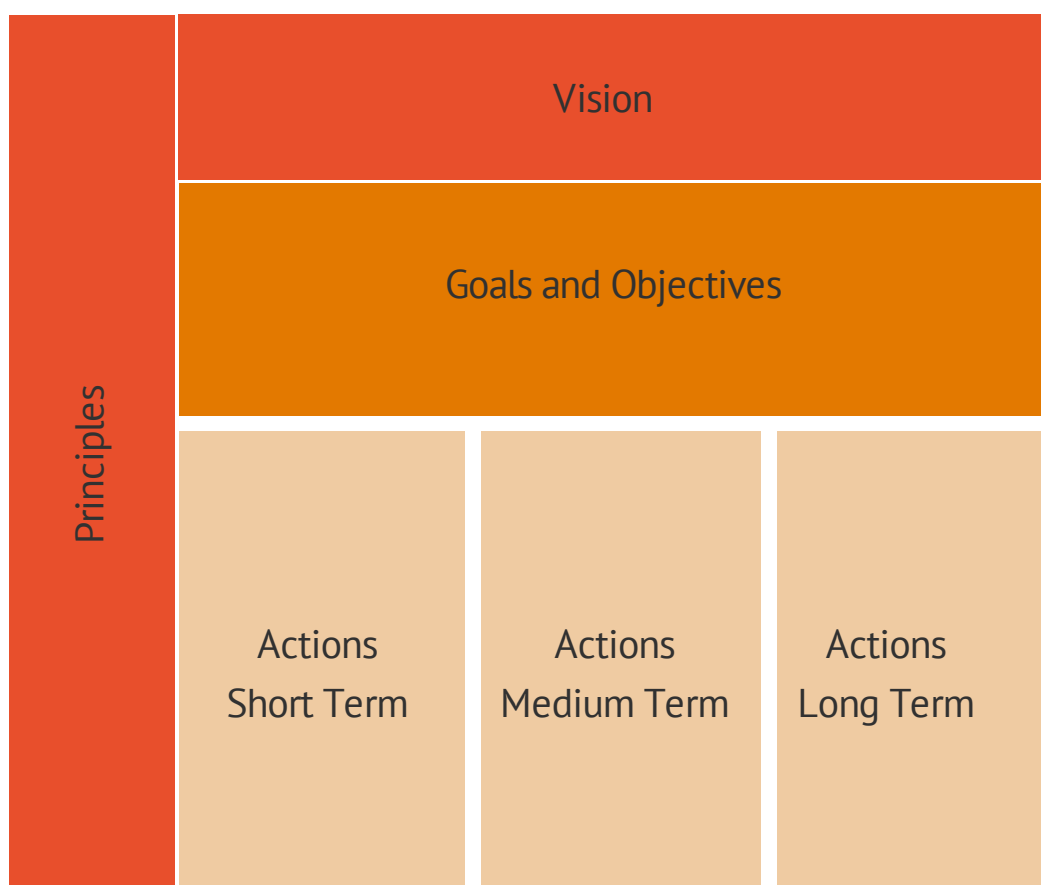 Principles
Vision
Goals and Objectives
Actions
Short Term
Actions
Medium Term
Actions
Long Term